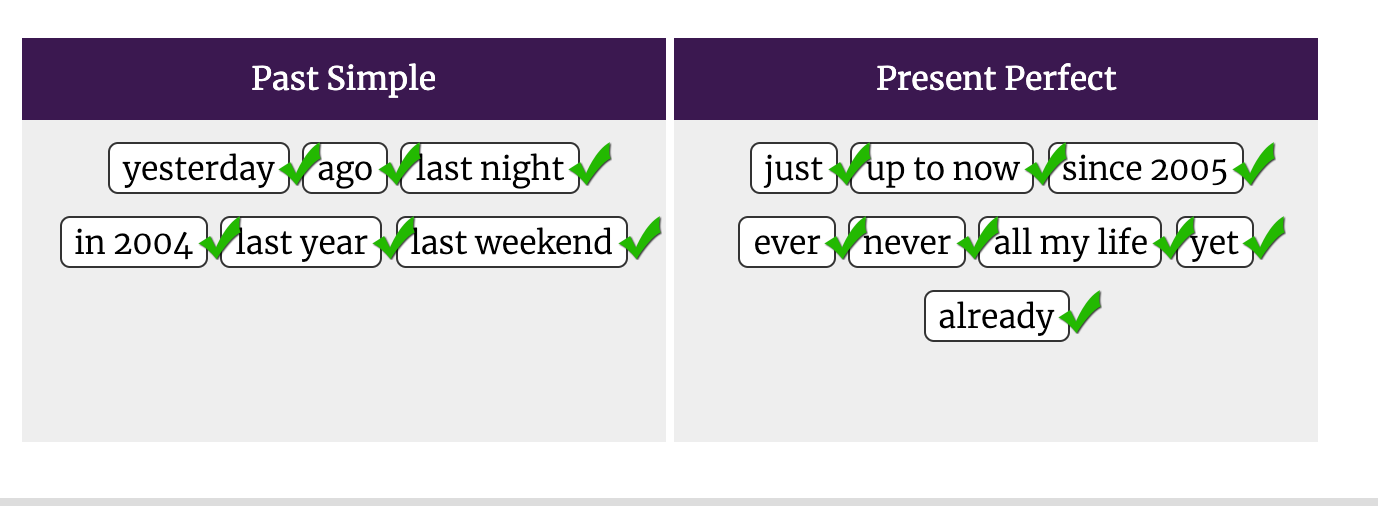 Past Simple
yesterday ago last night
in 2004 last year last weekend
Present Perfect
just up to now since 2005
ever never all my life yet
already